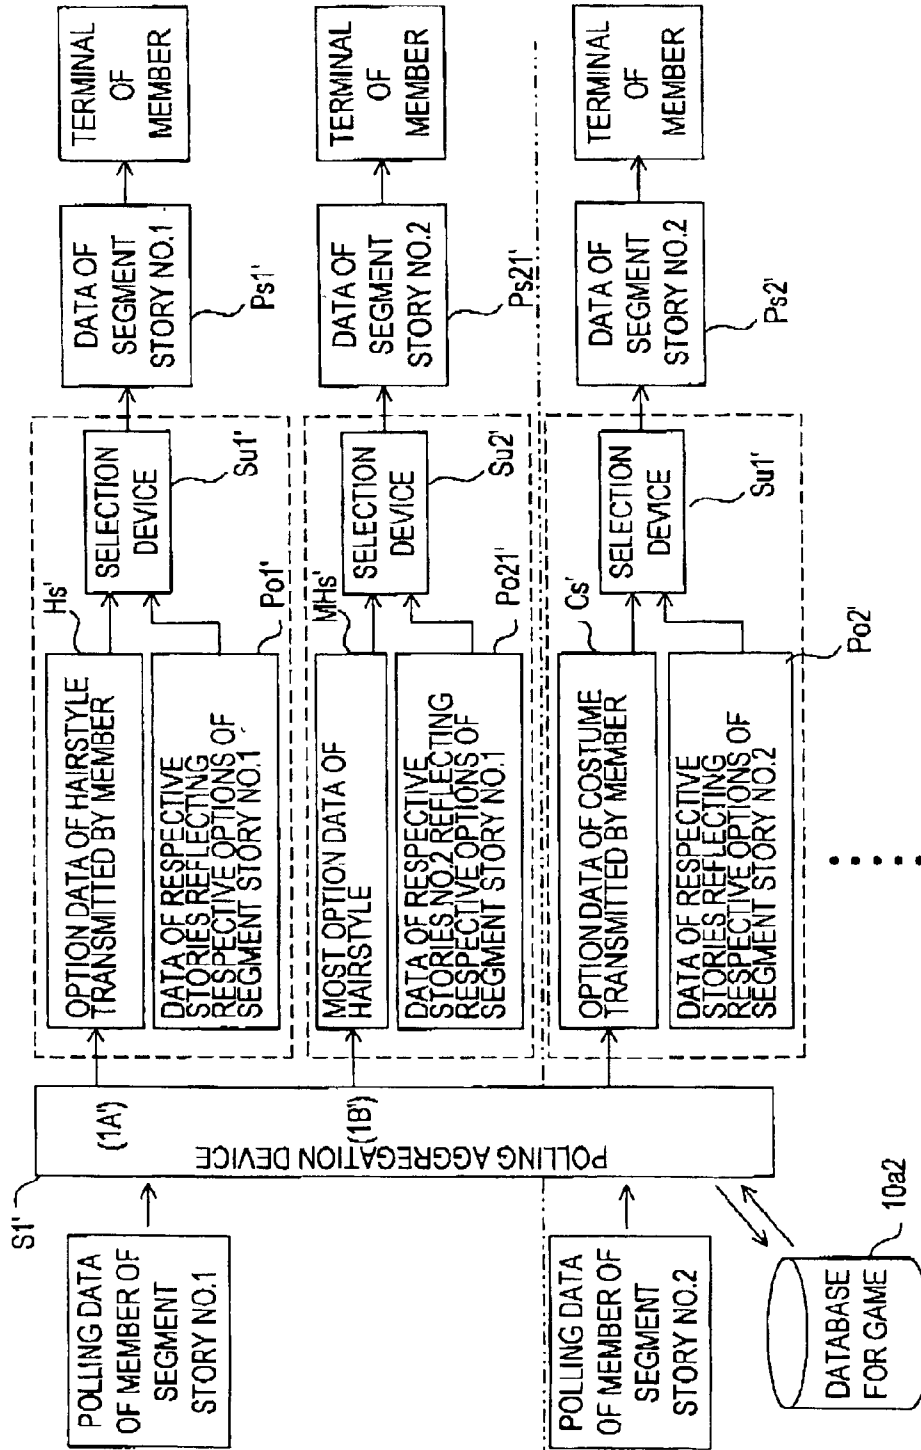 POLLING DATA
OF MEMBER OF
SEGMENT
STORY NO.1
S1'
POLLING AGGREGATION DEVICE
(1A')
(1B')
OPTION DATA OF HAIRSTYLE
TRANSMITTED BY MEMBER
Hs'
DATA OF RESPECTIVE
STORIES REFLECTING
RESPECTIVE OPTIONS OF
SEGMENT STORY NO.1
Po1'
SELECTION
DEVICE
Su1'
DATA OF
SEGMENT
STORY NO.1
Ps1'
TERMINAL
OF
MEMBER
MOST OPTION DATA OF
HAIRSTYLE
MHs'
DATA OF RESPECTIVE
STORIES NO.2 REFLECTING
RESPECTIVE OPTIONS OF
SEGMENT STORY NO.1
Po21'
SELECTION
DEVICE
Su2'
DATA OF
SEGMENT
STORY NO.2
Ps21'
TERMINAL
OF
MEMBER
POLLING DATA
OF MEMBER OF
SEGMENT
STORY NO.2
OPTION DATA OF COSTUME
TRANSMITTED BY MEMBER
Cs'
DATA OF RESPECTIVE
STORIES REFLECTING
RESPECTIVE OPTIONS OF
SEGMENT STORY NO.2
Po2'
SELECTION
DEVICE
Su1'
DATA OF
SEGMENT
STORY NO.2
Ps2'
TERMINAL
OF
MEMBER
DATABASE
FOR GAME
10a2